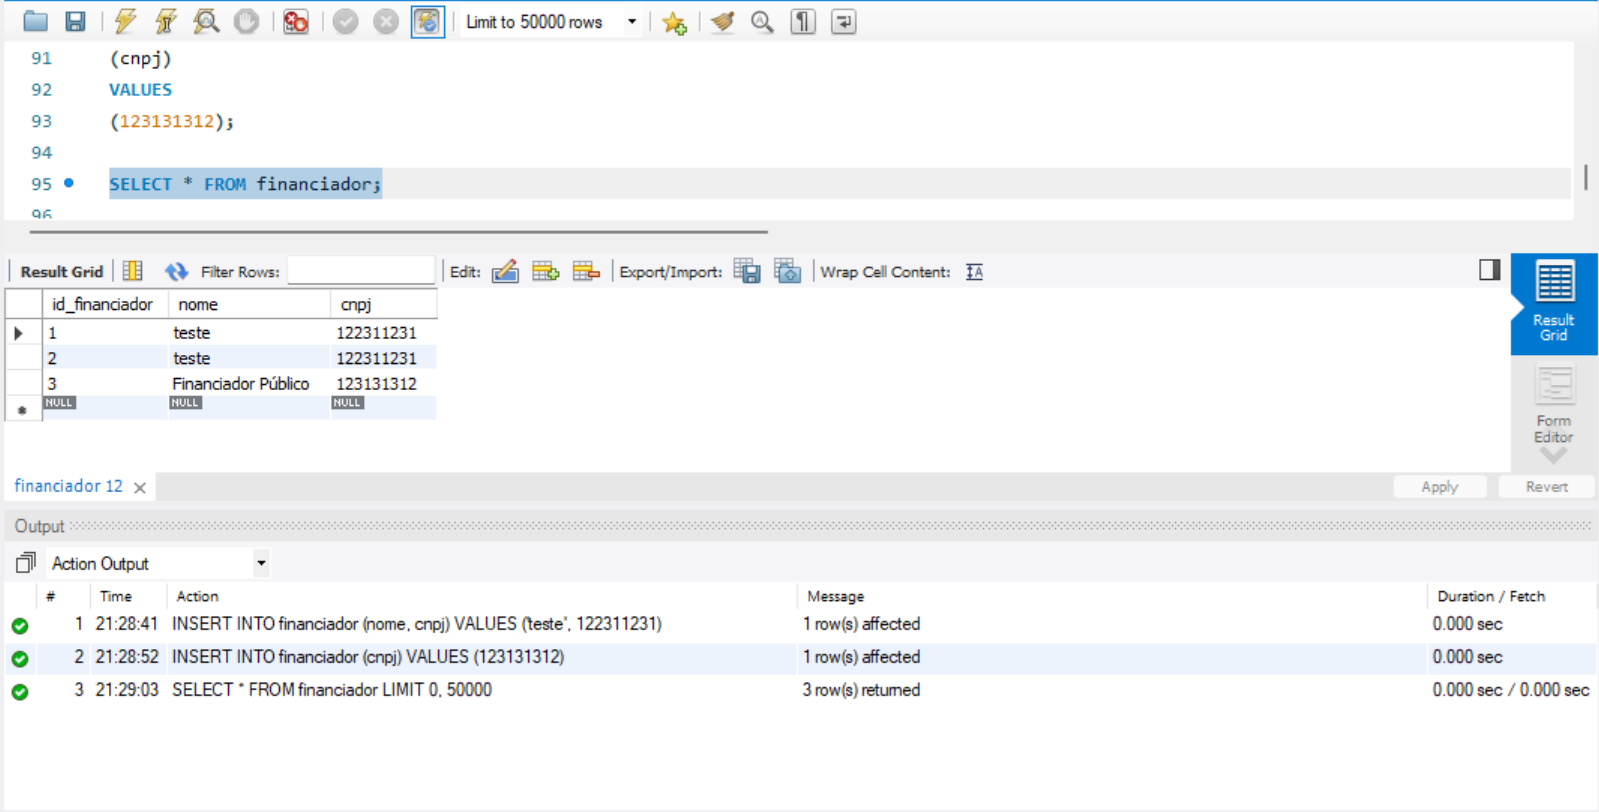 Limit to 50000 rows
91 (cnpj)
92 VALUES
93 (123131312);
94
95 SELECT * FROM financiador;
96
Result Grid Filter Rows: Edit: Export/Import: Wrap Cell Content:
id_financiador nome cnpj
1 teste 122311231
2 teste 122311231
3 Financiador Público 123131312
NULL NULL NULL
Result
Grid
Form
Editor
financiador 12
Apply Revert
Output
Action Output
# Time Action Message Duration / Fetch
1 21:28:41 INSERT INTO financiador (nome, cnpj) VALUES ('teste', 122311231) 1 row(s) affected 0.000 sec
2 21:28:52 INSERT INTO financiador (cnpj) VALUES (123131312) 1 row(s) affected 0.000 sec
3 21:29:03 SELECT * FROM financiador LIMIT 0, 50000 3 row(s) returned 0.000 sec / 0.000 sec